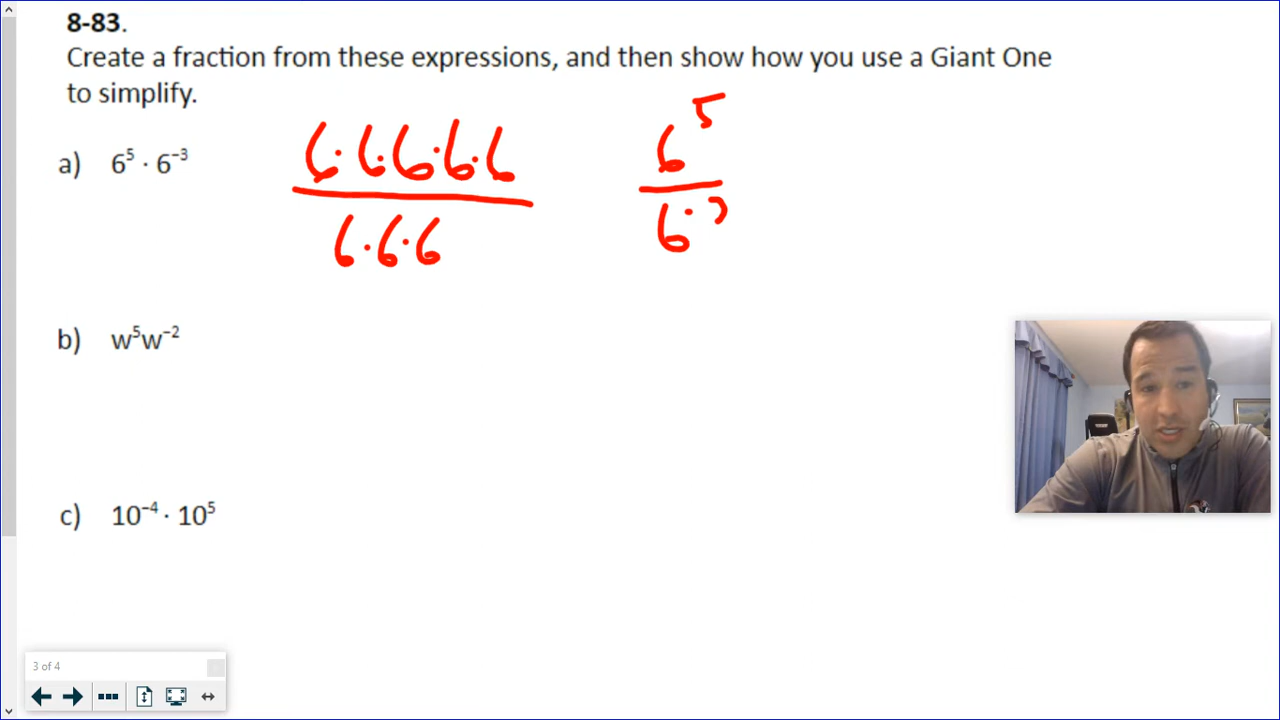 8-83.
Create a fraction from these expressions, and then show how you use a Giant One
to simplify.
a) 6⁵ · 6⁻³
6·6·6·6·6
6·6·6
6⁵
6
b) w⁵w⁻²
c) 10⁻⁴ · 10⁵
3 of 4